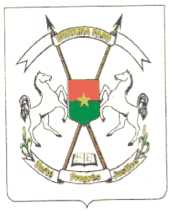 BURKINA FASO
Unité Progrès Justice